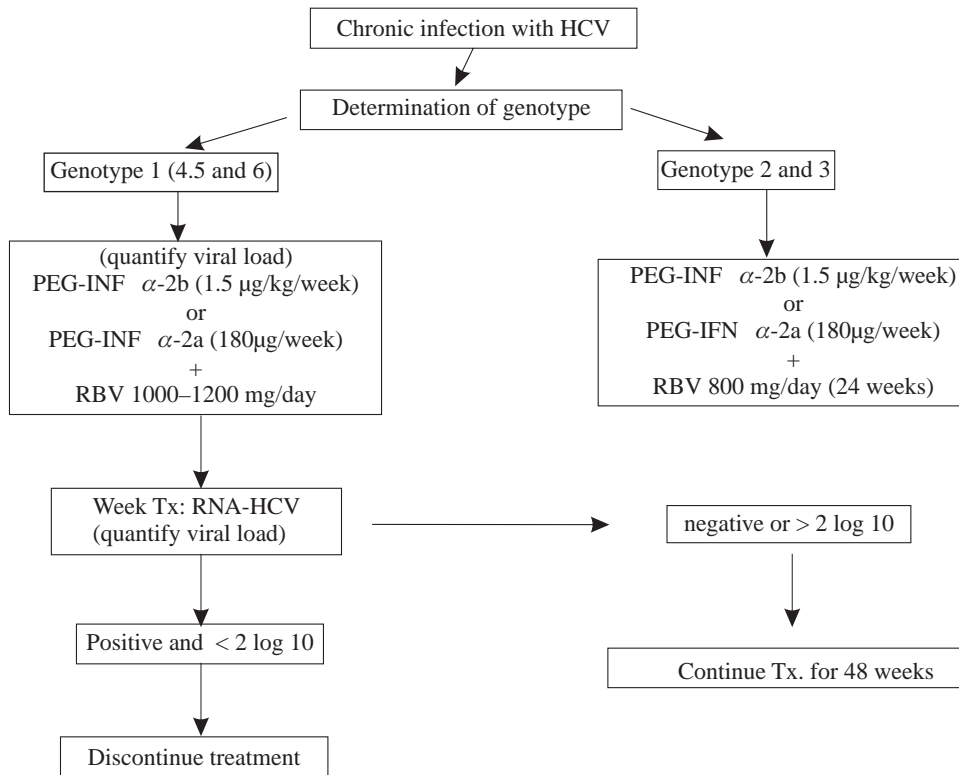 Chronic infection with HCV
Determination of genotype
Genotype 1 (4.5 and 6)
Genotype 2 and 3
(quantify viral load)
PEG-INF α-2b (1.5 µg/kg/week)
or
PEG-INF α-2a (180µg/week)
+
RBV 1000–1200 mg/day
PEG-INF α-2b (1.5 µg/kg/week)
or
PEG-IFN α-2a (180µg/week)
+
RBV 800 mg/day (24 weeks)
Week Tx: RNA-HCV
(quantify viral load)
negative or > 2 log 10
Positive and < 2 log 10
Continue Tx. for 48 weeks
Discontinue treatment